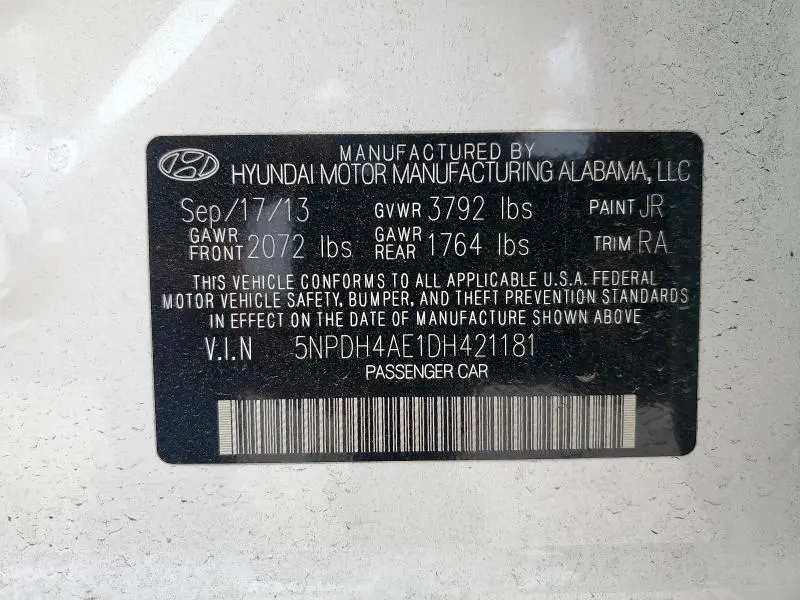 MANUFACTURED BY
HYUNDAI MOTOR MANUFACTURING ALABAMA, LLC
Sep/17/13 GVWR 3792 lbs PAINT JR
GAWR FRONT 2072 lbs GAWR REAR 1764 lbs TRIM RA
THIS VEHICLE CONFORMS TO ALL APPLICABLE U.S.A. FEDERAL
MOTOR VEHICLE SAFETY, BUMPER, AND THEFT PREVENTION STANDARDS
IN EFFECT ON THE DATE OF MANUFACTURE SHOWN ABOVE
V.I.N 5NPDH4AE1DH421181
PASSENGER CAR